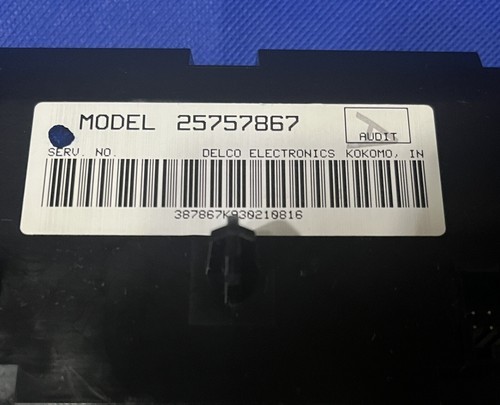 MODEL 25757867
A
AUDIT
SERV. NO. DELCO ELECTRONICS KOKOMO, IN
387867K930210816